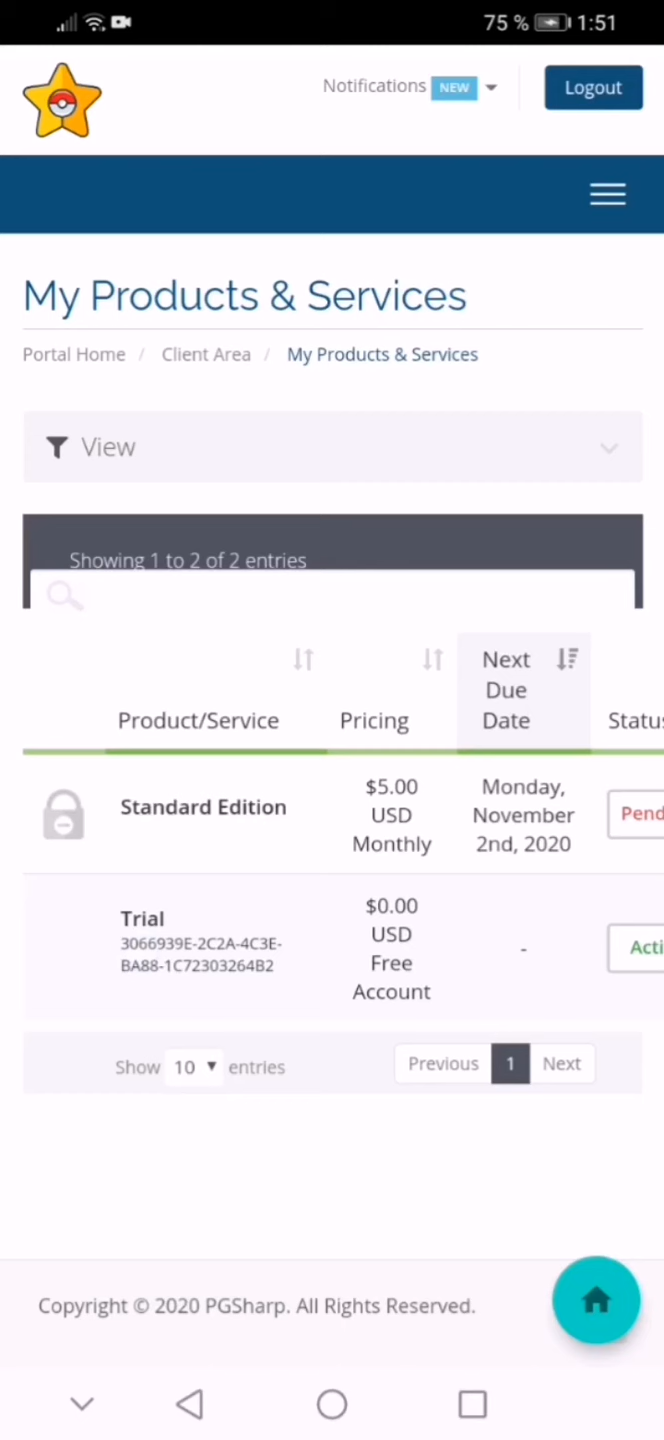 75 % 1:51
Notifications NEW Logout
My Products & Services
Portal Home / Client Area / My Products & Services
View
Showing 1 to 2 of 2 entries
Next
Due
Product/Service Pricing Date Status
$5.00 Monday,
Standard Edition USD November Pend
Monthly 2nd, 2020
$0.00
Trial USD
3066939E-2C2A-4C3E- Free - Acti
BA88-1C72303264B2 Account
Show 10 entries Previous 1 Next
Copyright © 2020 PGSharp. All Rights Reserved.